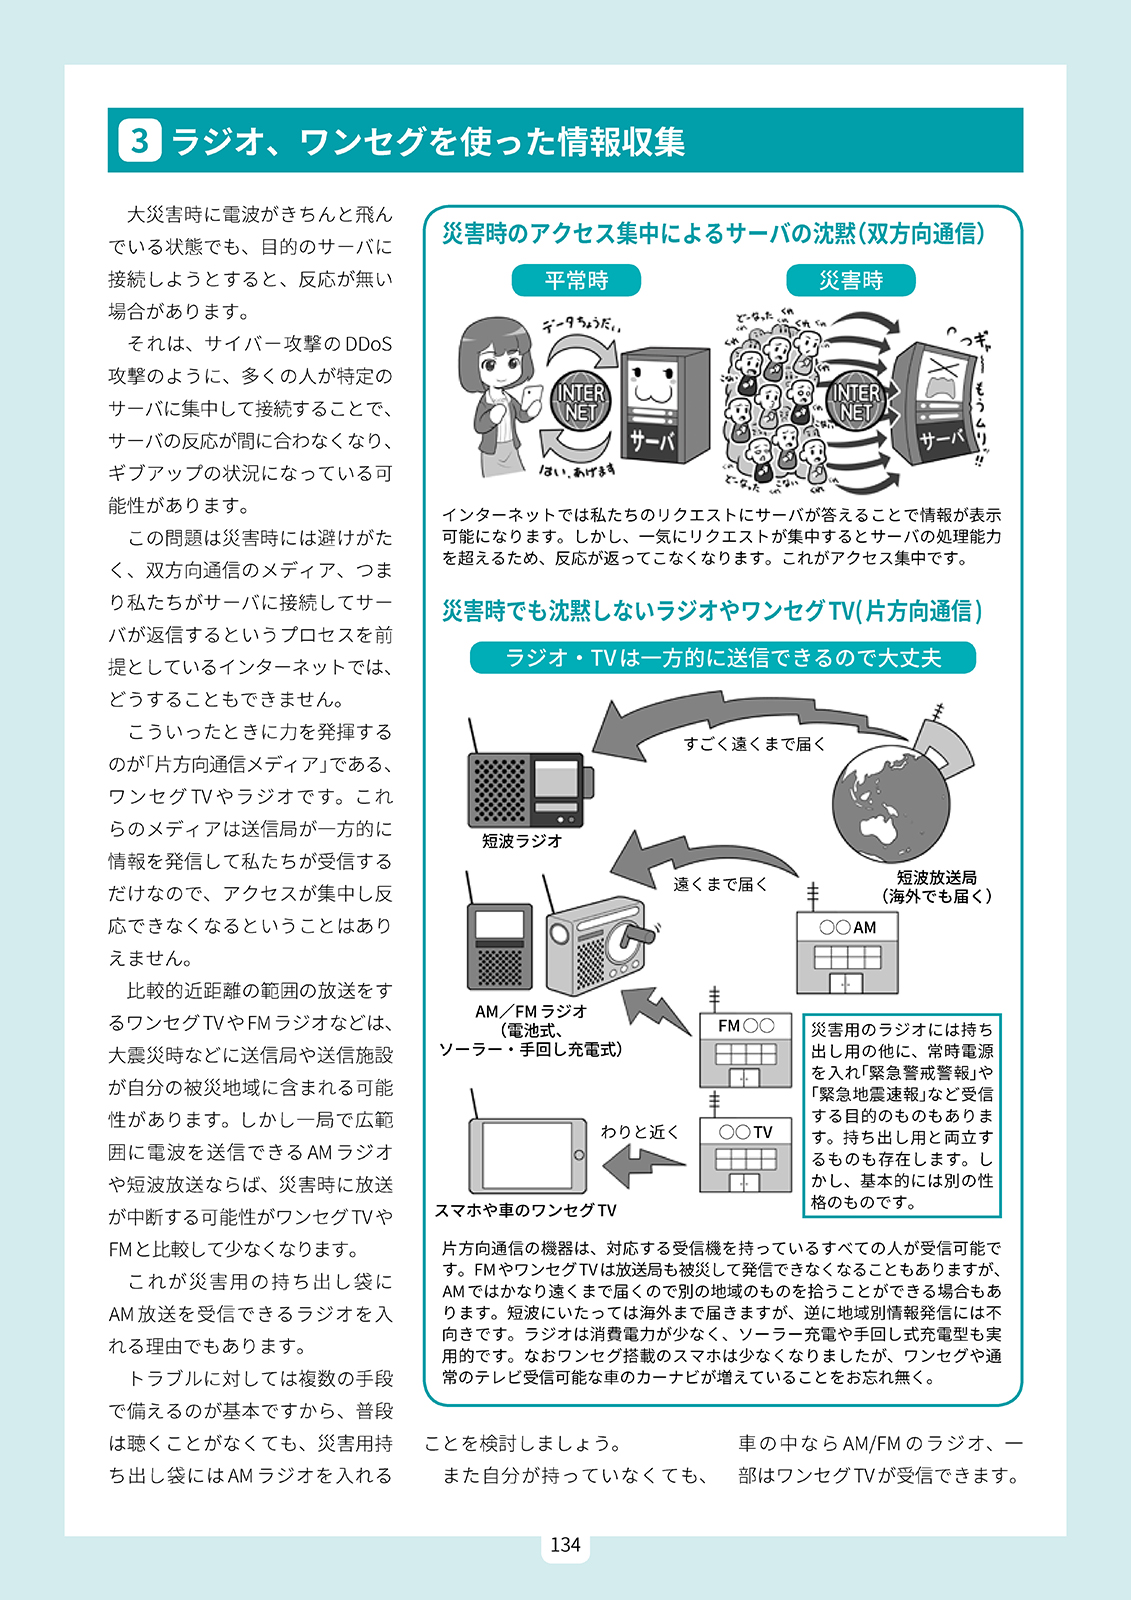 3 ラジオ、ワンセグを使った情報収集
大災害時に電波がきちんと飛ん
でいる状態でも、目的のサーバに
接続しようとすると、反応が無い
場合があります。
それは、サイバー攻撃のDDoS
攻撃のように、多くの人が特定の
サーバに集中して接続することで、
サーバの反応が間に合わなくなり、
ギブアップの状況になっている可
能性があります。
この問題は災害時には避けがた
く、双方向通信のメディア、つま
り私たちがサーバに接続してサー
バが返信するというプロセスを前
提としているインターネットでは、
どうすることもできません。
こういったときに力を発揮する
のが「片方向通信メディア」である、
ワンセグTVやラジオです。これ
らのメディアは送信局が一方的に
情報を発信して私たちが受信する
だけなので、アクセスが集中し反
応できなくなるということはあり
えません。
比較的近距離の範囲の放送をす
るワンセグTVやFMラジオなどは、
大震災時などに送信局や送信施設
が自分の被災地域に含まれる可能
性があります。しかし一局で広範
囲に電波を送信できるAMラジオ
や短波放送ならば、災害時に放送
が中断する可能性がワンセグTVや
FMと比較して少なくなります。
これが災害用の持ち出し袋に
AM放送を受信できるラジオを入
れる理由でもあります。
トラブルに対しては複数の手段
で備えるのが基本ですから、普段
は聴くことがなくても、災害用持
ち出し袋にはAMラジオを入れる
災害時のアクセス集中によるサーバの沈黙(双方向通信)
平常時
災害時
データちょうだい
INTER
NET
サーバ
はい、あげます
どーなった
くれ
くれ
くれ
INTER
NET
サーバ
つギャーーもうムリッ!!
どーなった
こない
くれ
インターネットでは私たちのリクエストにサーバが答えることで情報が表示
可能になります。しかし、一気にリクエストが集中するとサーバの処理能力
を超えるため、反応が返ってこなくなります。これがアクセス集中です。
災害時でも沈黙しないラジオやワンセグTV(片方向通信)
ラジオ・TVは一方的に送信できるので大丈夫
すごく遠くまで届く
短波ラジオ
短波放送局
(海外でも届く)
遠くまで届く
○○AM
AM／FMラジオ
(電池式、
ソーラー・手回し充電式)
FM○○
わりと近く
○○TV
スマホや車のワンセグTV
災害用のラジオには持ち
出し用の他に、常時電源
を入れ「緊急警戒警報」や
「緊急地震速報」など受信
する目的のものもありま
す。持ち出し用と両立す
るものも存在します。し
かし、基本的には別の性
格のものです。
片方向通信の機器は、対応する受信機を持っているすべての人が受信可能で
す。FMやワンセグTVは放送局も被災して発信できなくなることもありますが、
AMではかなり遠くまで届くので別の地域のものを拾うことができる場合もあ
ります。短波にいたっては海外まで届きますが、逆に地域別情報発信には不
向きです。ラジオは消費電力が少なく、ソーラー充電や手回し式充電型も実
用的です。なおワンセグ搭載のスマホは少なくなりましたが、ワンセグや通
常のテレビ受信可能な車のカーナビが増えていることをお忘れ無く。
ことを検討しましょう。
また自分が持っていなくても、
車の中ならAM/FMのラジオ、一
部はワンセグTVが受信できます。
134